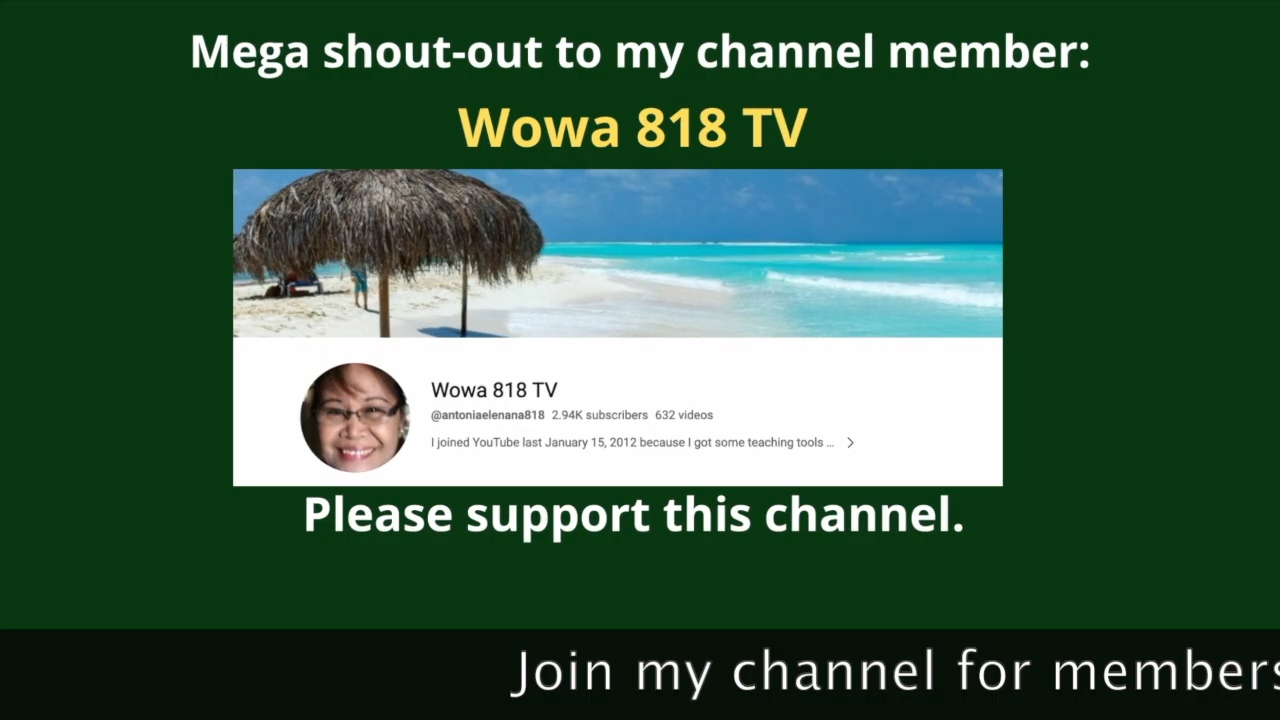 Mega shout-out to my channel member:
Wowa 818 TV
Wowa 818 TV
@antoniaelenana818 2.94K subscribers 632 videos
I joined YouTube last January 15, 2012 because I got some teaching tools ...
Please support this channel.
Join my channel for members